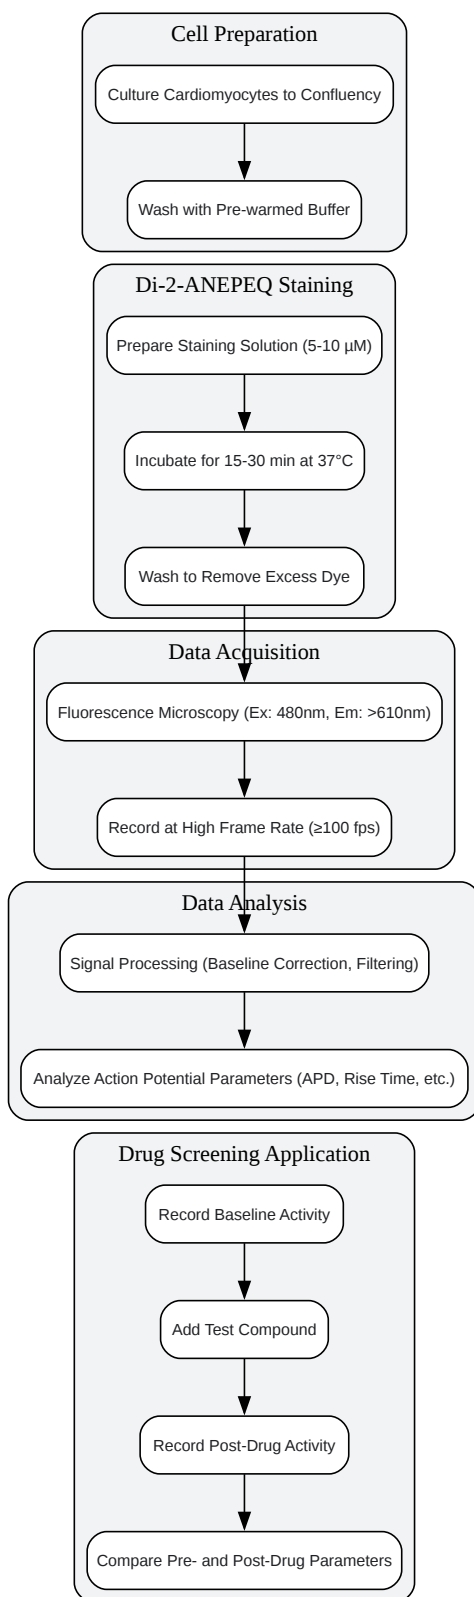 Cell Preparation
Culture Cardiomyocytes to Confluency
Wash with Pre-warmed Buffer
Di-2-ANEPEQ Staining
Prepare Staining Solution (5-10 µM)
Incubate for 15-30 min at 37°C
Wash to Remove Excess Dye
Data Acquisition
Fluorescence Microscopy (Ex: 480nm, Em: >610nm)
Record at High Frame Rate (≥100 fps)
Data Analysis
Signal Processing (Baseline Correction, Filtering)
Analyze Action Potential Parameters (APD, Rise Time, etc.)
Drug Screening Application
Record Baseline Activity
Add Test Compound
Record Post-Drug Activity
Compare Pre- and Post-Drug Parameters